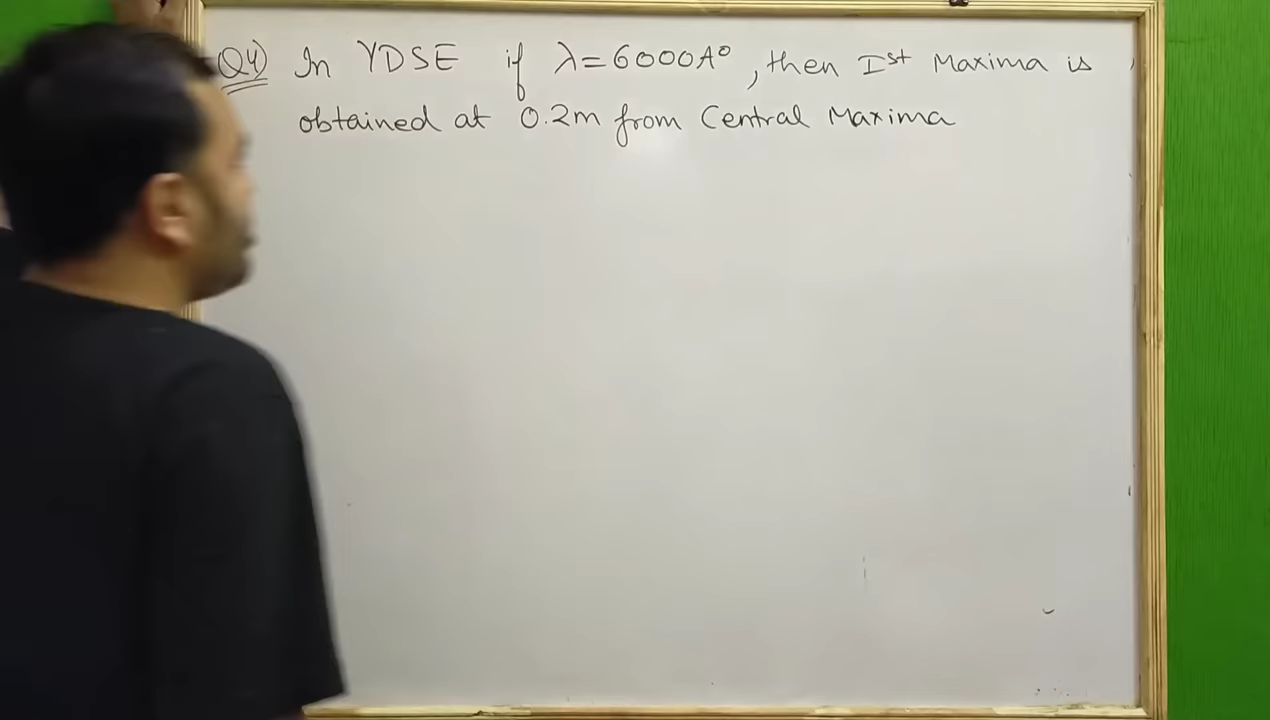 Q4) In YDSE if λ=6000A°, then Ist Maxima is
obtained at 0.2m from Central Maxima